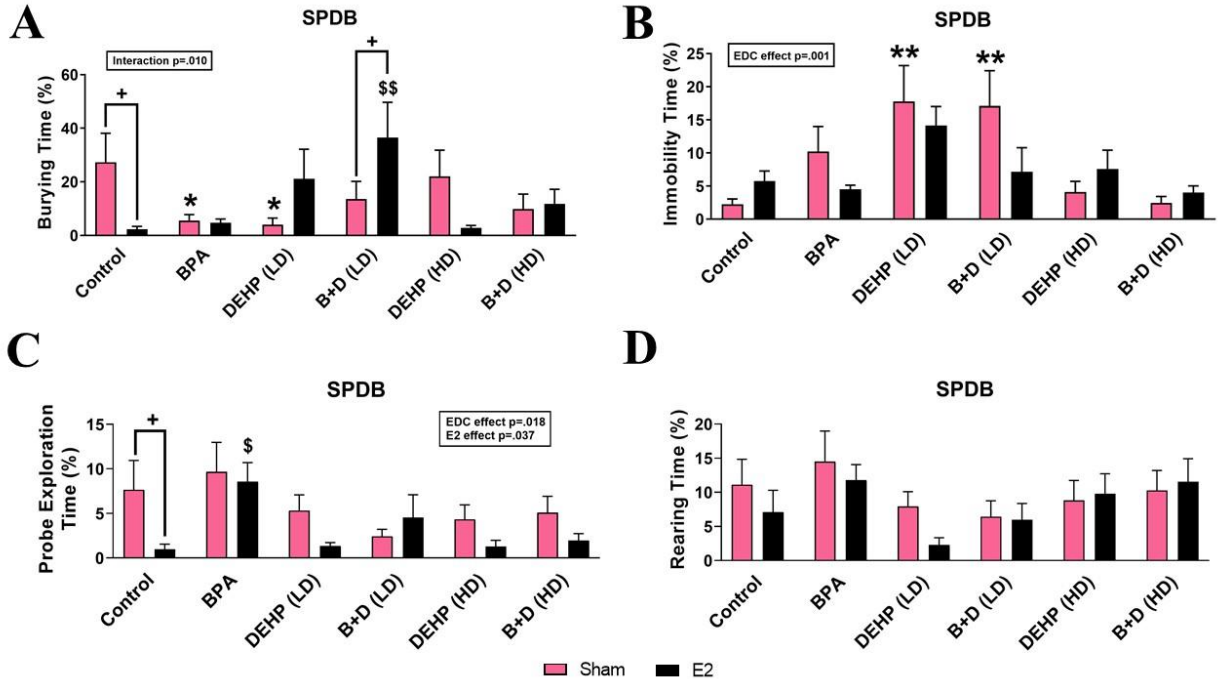 A
SPDB
Interaction p=.010
Burying Time (%)
60
40
20
0
+
*
*
+
$$
Control
BPA
DEHP (LD)
B+D (LD)
DEHP (HD)
B+D (HD)
B
SPDB
EDC effect p=.001
Immobility Time (%)
25
20
15
10
5
0
**
**
Control
BPA
DEHP (LD)
B+D (LD)
DEHP (HD)
B+D (HD)
C
SPDB
EDC effect p=.018
E2 effect p=.037
Probe Exploration
Time (%)
15
10
5
0
+
$
Control
BPA
DEHP (LD)
B+D (LD)
DEHP (HD)
B+D (HD)
D
SPDB
Rearing Time (%)
20
15
10
5
0
Control
BPA
DEHP (LD)
B+D (LD)
DEHP (HD)
B+D (HD)
Sham E2